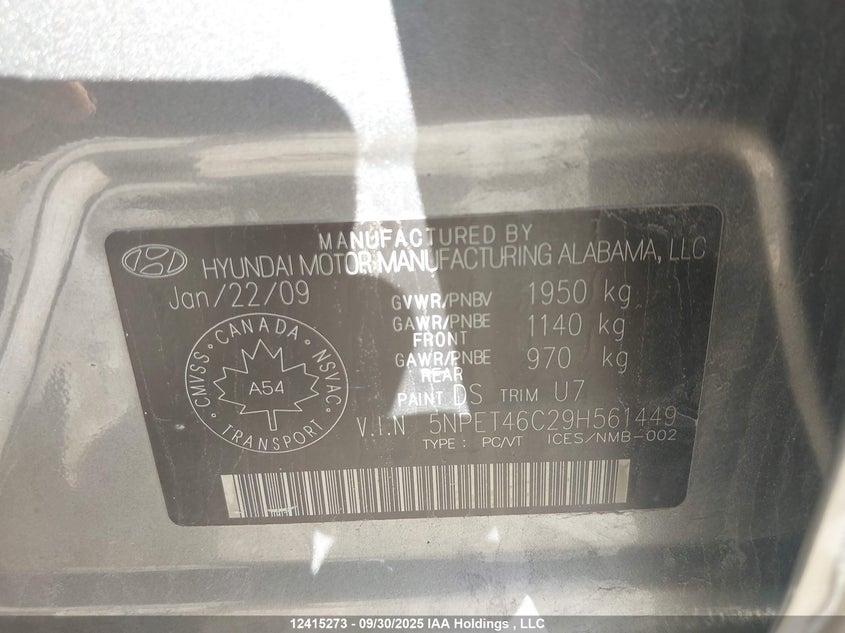 MANUFACTURED BY
HYUNDAI MOTOR MANUFACTURING ALABAMA, LLC
Jan/22/09
GVWR/PNBV 1950 kg
GAWR/PNBE FRONT 1140 kg
GAWR/PNBE REAR 970 kg
PAINT DS TRIM U7
V.I.N 5NPET46C29H561449
TYPE : PC/VT ICES/NMB-002
CANADA
CMVSS
NSVAC
A54
TRANSPORT
12415273 - 09/30/2025 IAA Holdings , LLC